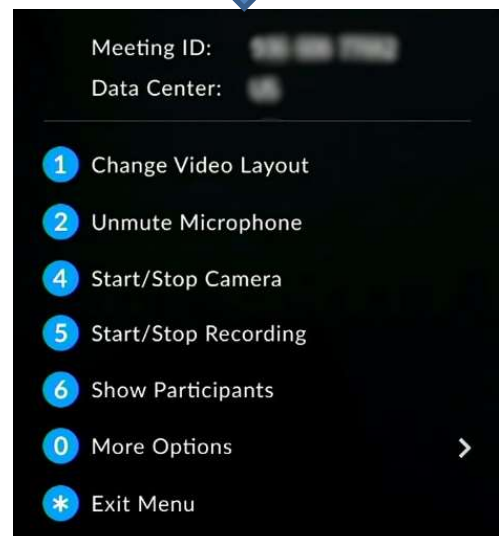 Meeting ID:
Data Center:
1 Change Video Layout
2 Unmute Microphone
4 Start/Stop Camera
5 Start/Stop Recording
6 Show Participants
0 More Options >
* Exit Menu